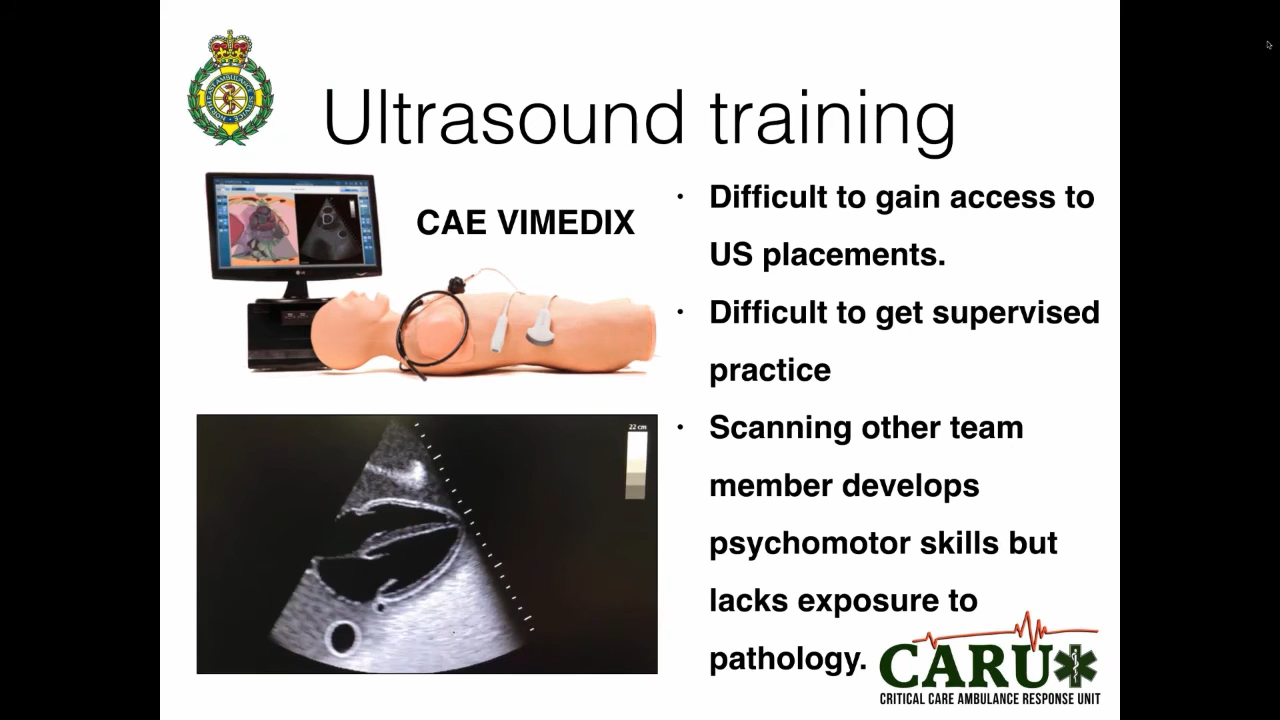 Ultrasound training
CAE VIMEDIX
• Difficult to gain access to
US placements.
• Difficult to get supervised
practice
• Scanning other team
member develops
psychomotor skills but
lacks exposure to
pathology.
22 cm
CARU
CRITICAL CARE AMBULANCE RESPONSE UNIT